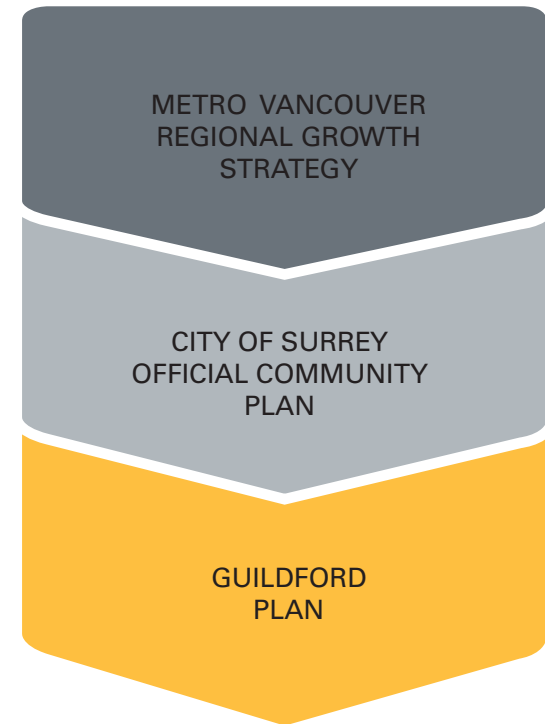 METRO VANCOUVER
REGIONAL GROWTH
STRATEGY
CITY OF SURREY
OFFICIAL COMMUNITY
PLAN
GUILDFORD
PLAN